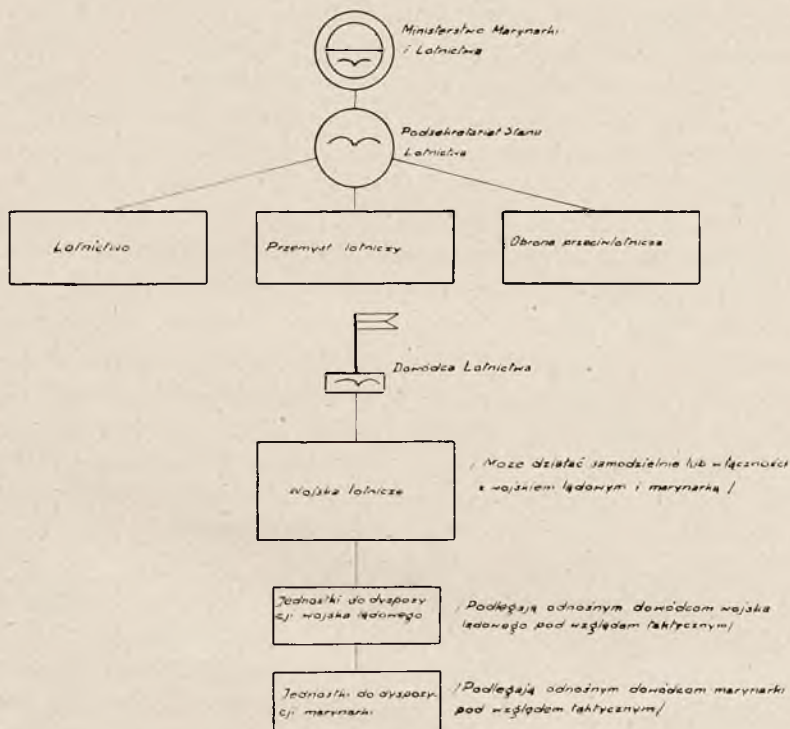 Ministerstwo Marynarki
i Lotnictwa
Podsekretariat Stanu
Lotnictwa
Lotnictwo
Przemysł lotniczy
Obrona przeciwlotnicza
Dowódca Lotnictwa
Wojska lotnicze
/Może działać samodzielnie lub w łączności
z wojskiem lądowym i marynarką/
Jednostki do dyspozy
cji wojska lądowego
/Podlegają odnośnym dowódcom wojska
lądowego pod względem taktycznym/
Jednostki do dyspozy.
cji marynarki
/Podlegają odnośnym dowódcom marynarki
pod względem taktycznym/